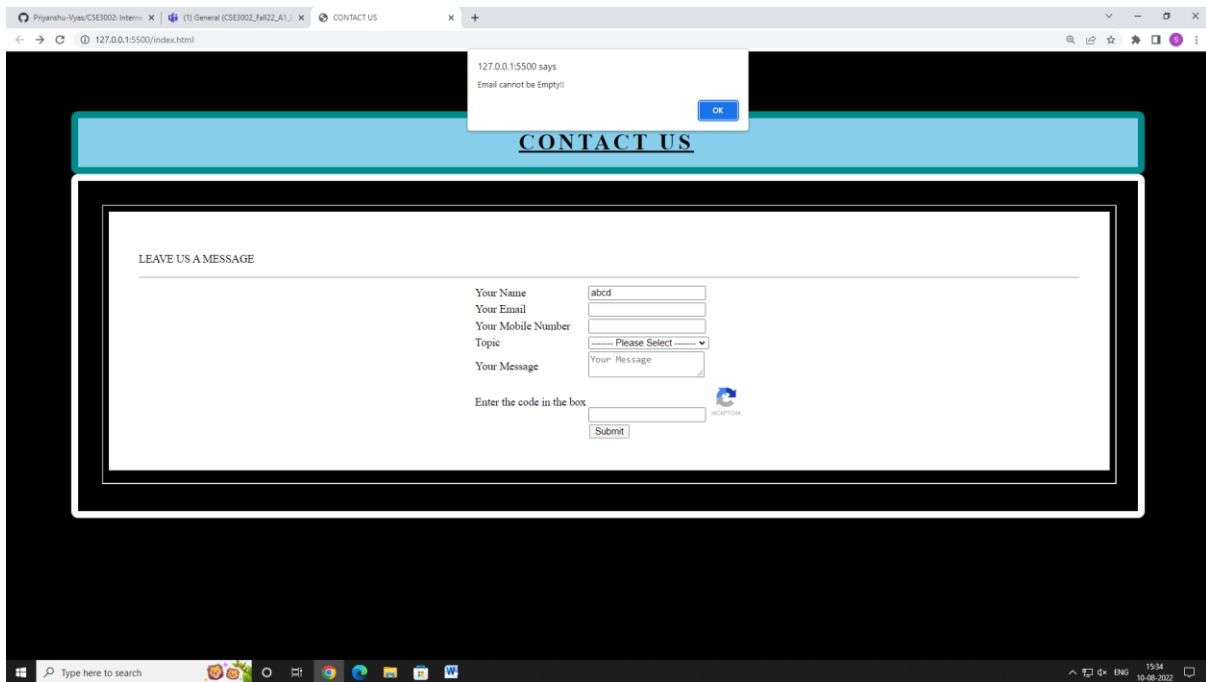 Priyanshu-Vyas/CSE3002: Intern
(1) General (CSE3002_Fall22_A1_
CONTACT US
127.0.0.1:5500/index.html
S
127.0.0.1:5500 says
Email cannot be Empty!!
OK
CONTACT US
LEAVE US A MESSAGE
Your Name abcd
Your Email
Your Mobile Number
Topic ------- Please Select -------
Your Message Your Message
Enter the code in the box
reCAPTCHA
Submit
Type here to search
W
ENG
15:34
10-08-2022